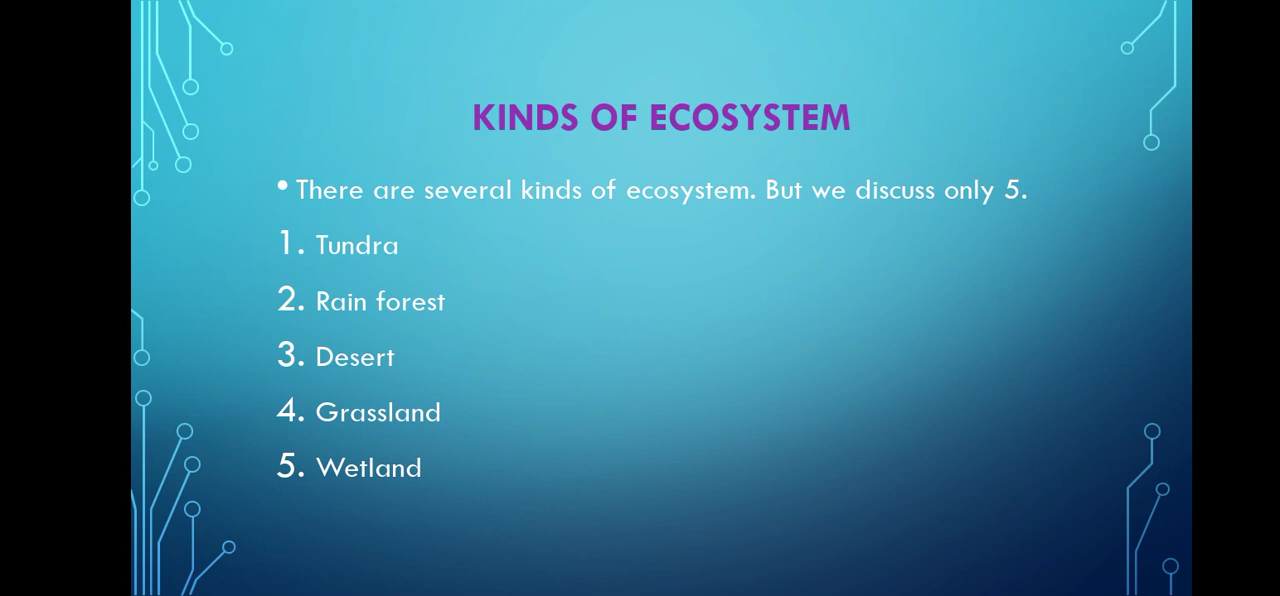 KINDS OF ECOSYSTEM
• There are several kinds of ecosystem. But we discuss only 5.
1. Tundra
2. Rain forest
3. Desert
4. Grassland
5. Wetland